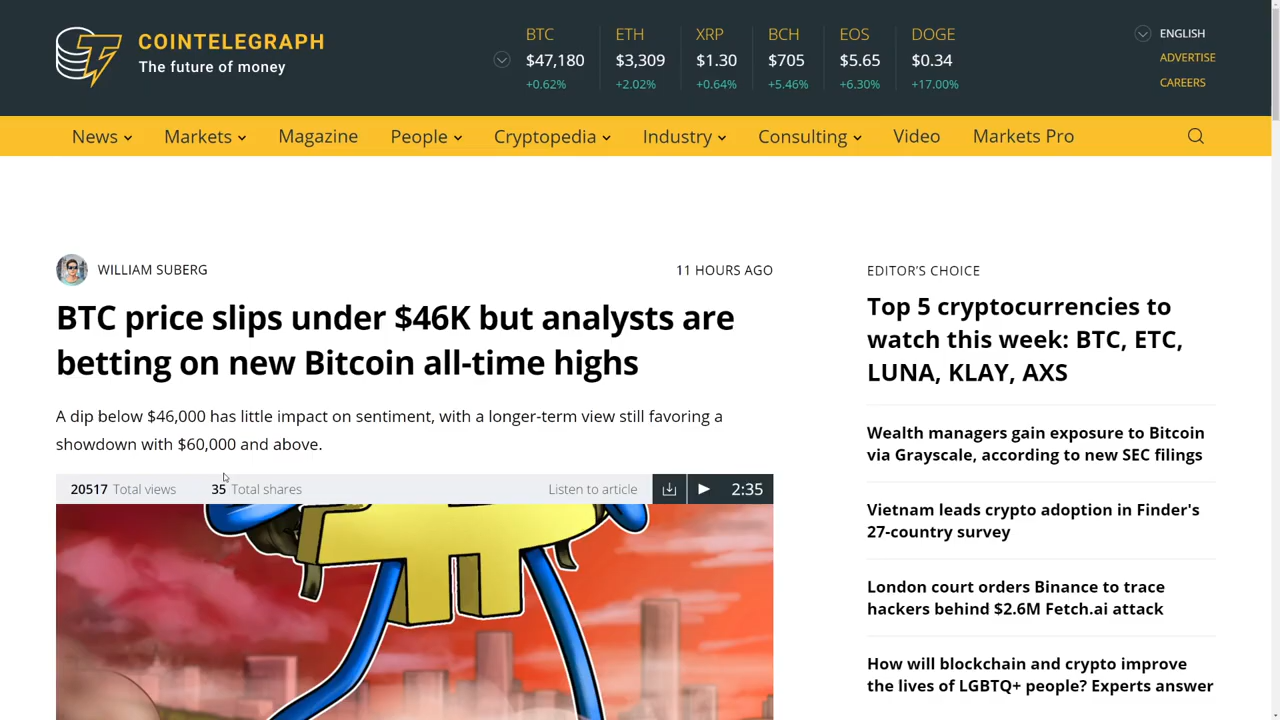 COINTELEGRAPH
The future of money
BTC
$47,180
+0.62%
ETH
$3,309
+2.02%
XRP
$1.30
+0.64%
BCH
$705
+5.46%
EOS
$5.65
+6.30%
DOGE
$0.34
+17.00%
ENGLISH
ADVERTISE
CAREERS
News
Markets
Magazine
People
Cryptopedia
Industry
Consulting
Video
Markets Pro
WILLIAM SUBERG
11 HOURS AGO
BTC price slips under $46K but analysts are
betting on new Bitcoin all-time highs
A dip below $46,000 has little impact on sentiment, with a longer-term view still favoring a
showdown with $60,000 and above.
20517 Total views
35 Total shares
Listen to article
2:35
EDITOR'S CHOICE
Top 5 cryptocurrencies to
watch this week: BTC, ETC,
LUNA, KLAY, AXS
Wealth managers gain exposure to Bitcoin
via Grayscale, according to new SEC filings
Vietnam leads crypto adoption in Finder's
27-country survey
London court orders Binance to trace
hackers behind $2.6M Fetch.ai attack
How will blockchain and crypto improve
the lives of LGBTQ+ people? Experts answer